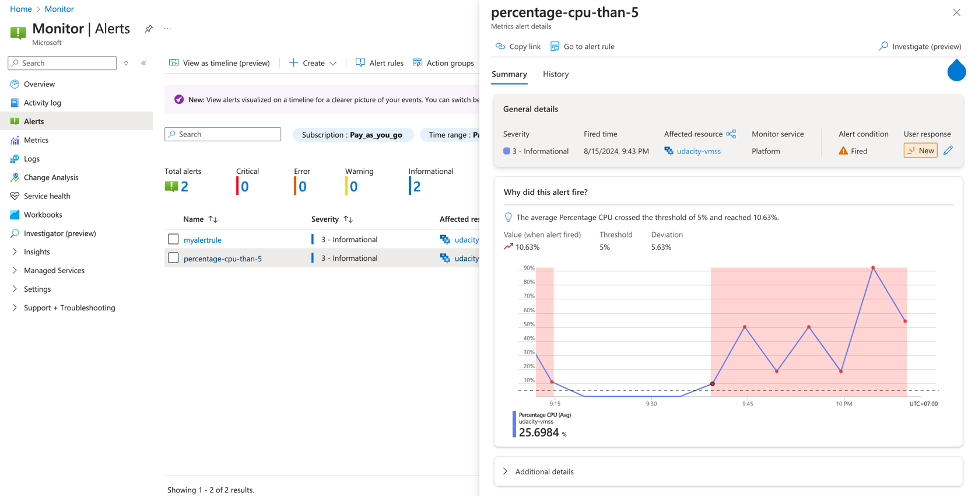 Home > Monitor
Monitor | Alerts
Microsoft
Search
Overview
Activity log
Alerts
Metrics
Logs
Change Analysis
Service health
Workbooks
Investigator (preview)
Insights
Managed Services
Settings
Support + Troubleshooting
View as timeline (preview)
Create
Alert rules
Action groups
New: View alerts visualized on a timeline for a clearer picture of your events. You can switch be
Search
Subscription : Pay_as_you_go
Time range : Pa
Total alerts
2
Critical
0
Error
0
Warning
0
Informational
2
Name ↑↓ Severity ↑↓ Affected res
myalertrule 3 - Informational udacity
percentage-cpu-than-5 3 - Informational udacity
Showing 1 - 2 of 2 results.
percentage-cpu-than-5
Metrics alert details
Copy link
Go to alert rule
Investigate (preview)
Summary History
General details
Severity Fired time Affected resource Monitor service Alert condition User response
3 - Informational 8/15/2024, 9:43 PM udacity-vmss Platform Fired New
Why did this alert fire?
The average Percentage CPU crossed the threshold of 5% and reached 10.63%.
Value (when alert fired) Threshold Deviation
10.63% 5% 5.63%
90%
80%
70%
60%
50%
40%
30%
20%
10%
9:15 9:30 9:45 10 PM UTC+07:00
Percentage CPU (Avg)
udacity-vmss
25.6984 %
Additional details